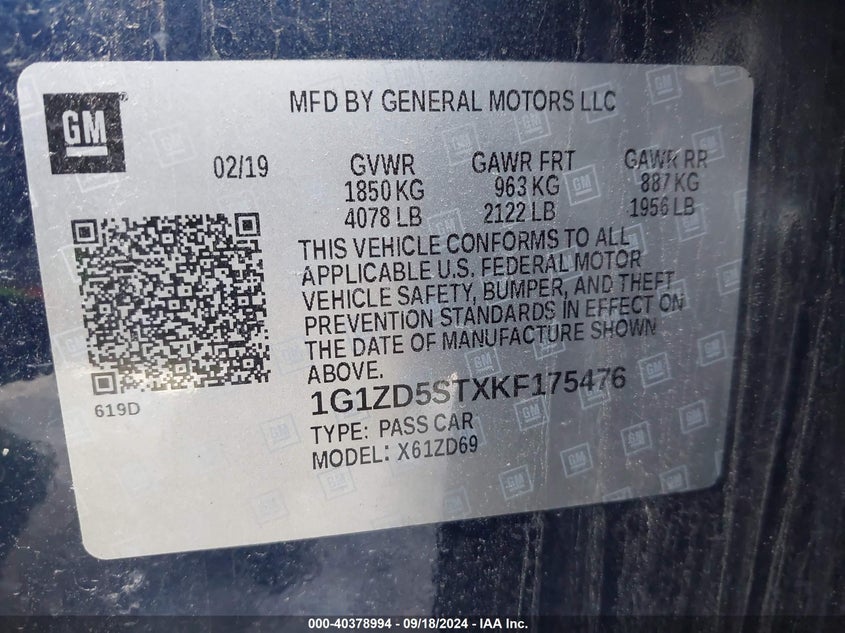 GM
MFD BY GENERAL MOTORS LLC
02/19 GVWR GAWR FRT GAWR RR
1850 KG 963 KG 887 KG
4078 LB 2122 LB 1956 LB
THIS VEHICLE CONFORMS TO ALL
APPLICABLE U.S. FEDERAL MOTOR
VEHICLE SAFETY, BUMPER, AND THEFT
PREVENTION STANDARDS IN EFFECT ON
THE DATE OF MANUFACTURE SHOWN
ABOVE.
619D
1G1ZD5STXKF175476
TYPE: PASS CAR
MODEL: X61ZD69
000-40378994 - 09/18/2024 - IAA Inc.